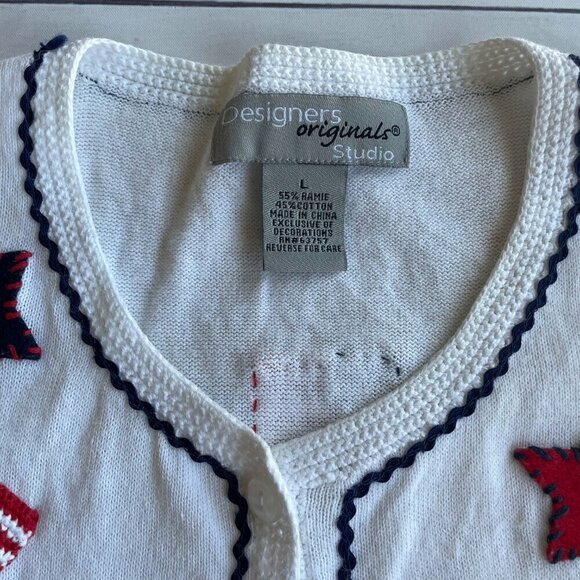 Designers
originals®
Studio
L
55% RAMIE
45% COTTON
MADE IN CHINA
EXCLUSIVE OF
DECORATIONS
RN# 63757
REVERSE FOR CARE